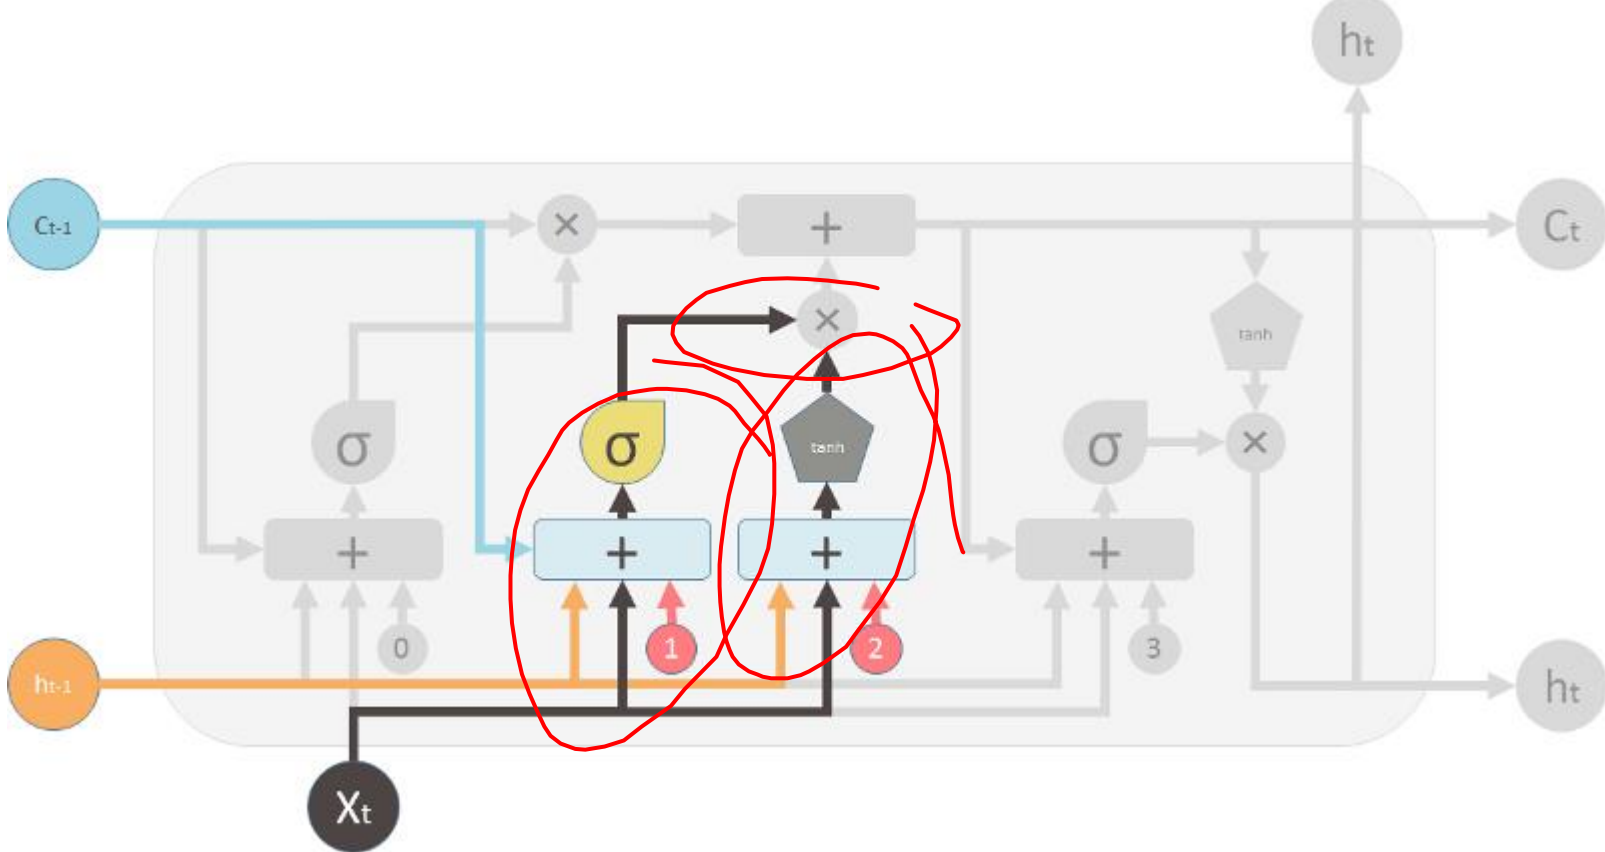 ht
Ct-1
×
+
Ct
×
tanh
σ
σ
tanh
σ
×
+
+
+
+
0
1
2
3
ht-1
ht
Xt